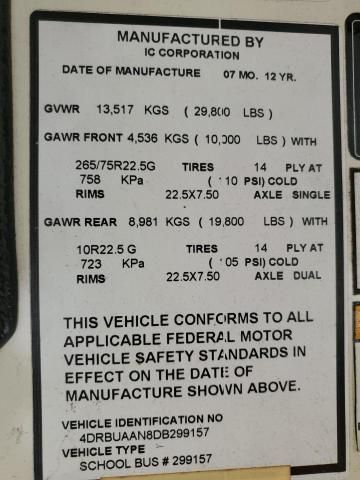 MANUFACTURED BY
IC CORPORATION
DATE OF MANUFACTURE 07 MO. 12 YR.
GVWR 13,517 KGS ( 29,800 LBS )
GAWR FRONT 4,536 KGS ( 10,000 LBS ) WITH
265/75R22.5G TIRES 14 PLY AT
758 KPa ( 110 PSI) COLD
RIMS 22.5X7.50 AXLE SINGLE
GAWR REAR 8,981 KGS ( 19,800 LBS ) WITH
10R22.5 G TIRES 14 PLY AT
723 KPa ( 105 PSI) COLD
RIMS 22.5X7.50 AXLE DUAL
THIS VEHICLE CONFORMS TO ALL
APPLICABLE FEDERAL MOTOR
VEHICLE SAFETY STANDARDS IN
EFFECT ON THE DATE OF
MANUFACTURE SHOWN ABOVE.
VEHICLE IDENTIFICATION NO
4DRBUAAN8DB299157
VEHICLE TYPE
SCHOOL BUS # 299157